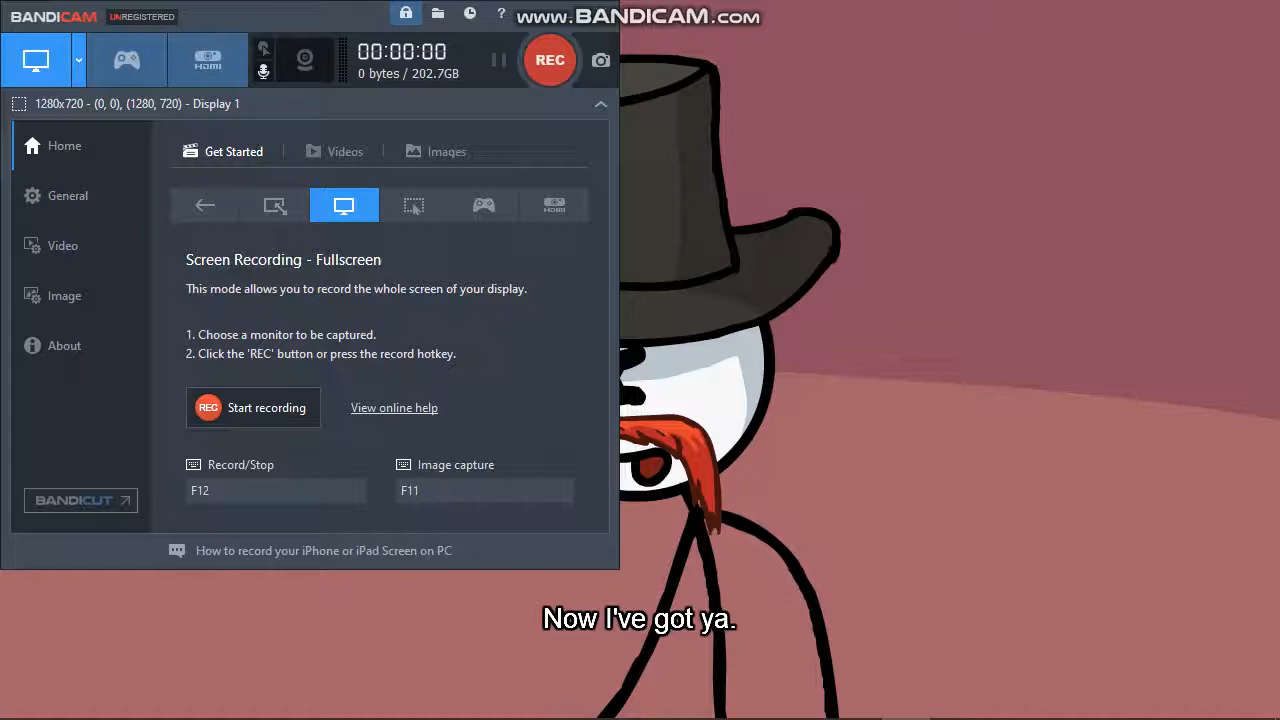 BANDICAM UNREGISTERED
?
www.BANDICAM.com
HDMI
00:00:00
0 bytes / 202.7GB
REC
1280x720 - (0, 0), (1280, 720) - Display 1
Home
General
Video
Image
About
BANDICUT
Get Started
Videos
Images
HDMI
Screen Recording - Fullscreen
This mode allows you to record the whole screen of your display.
1. Choose a monitor to be captured.
2. Click the 'REC' button or press the record hotkey.
REC Start recording
View online help
Record/Stop
Image capture
F12
F11
How to record your iPhone or iPad Screen on PC
Now I've got ya.